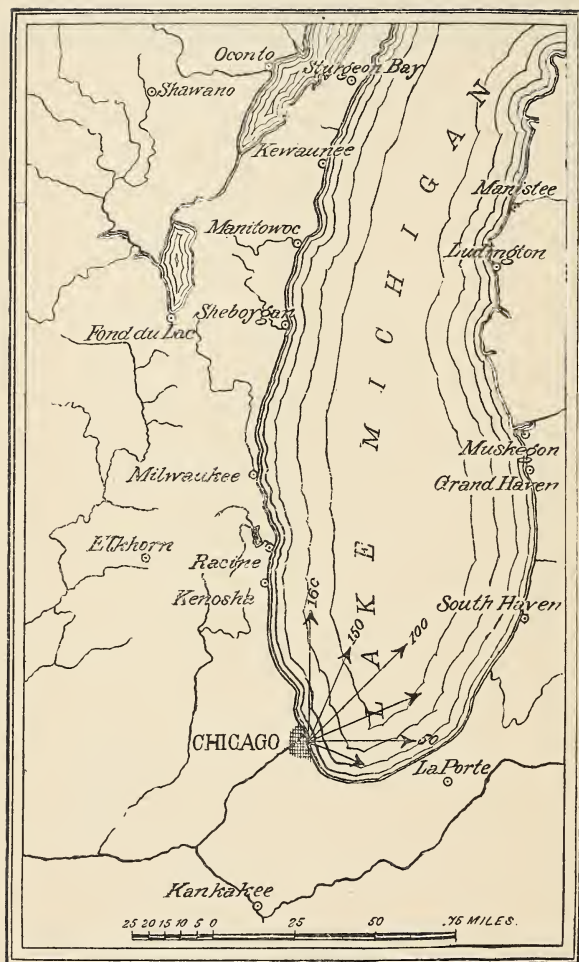 Oconto
Sturgeon Bay
Shawano
Kewaunee
Manistee
Manitowoc
Ludington
Sheboygan
Fond du Lac
LAKE MICHIGAN
Muskegon
Milwaukee
Grand Haven
Elkhorn
Racine
Kenosha
160
South Haven
150
100
CHICAGO
50
La Porte
Kankakee
25 20 15 10 5 0 25 50 75 MILES.